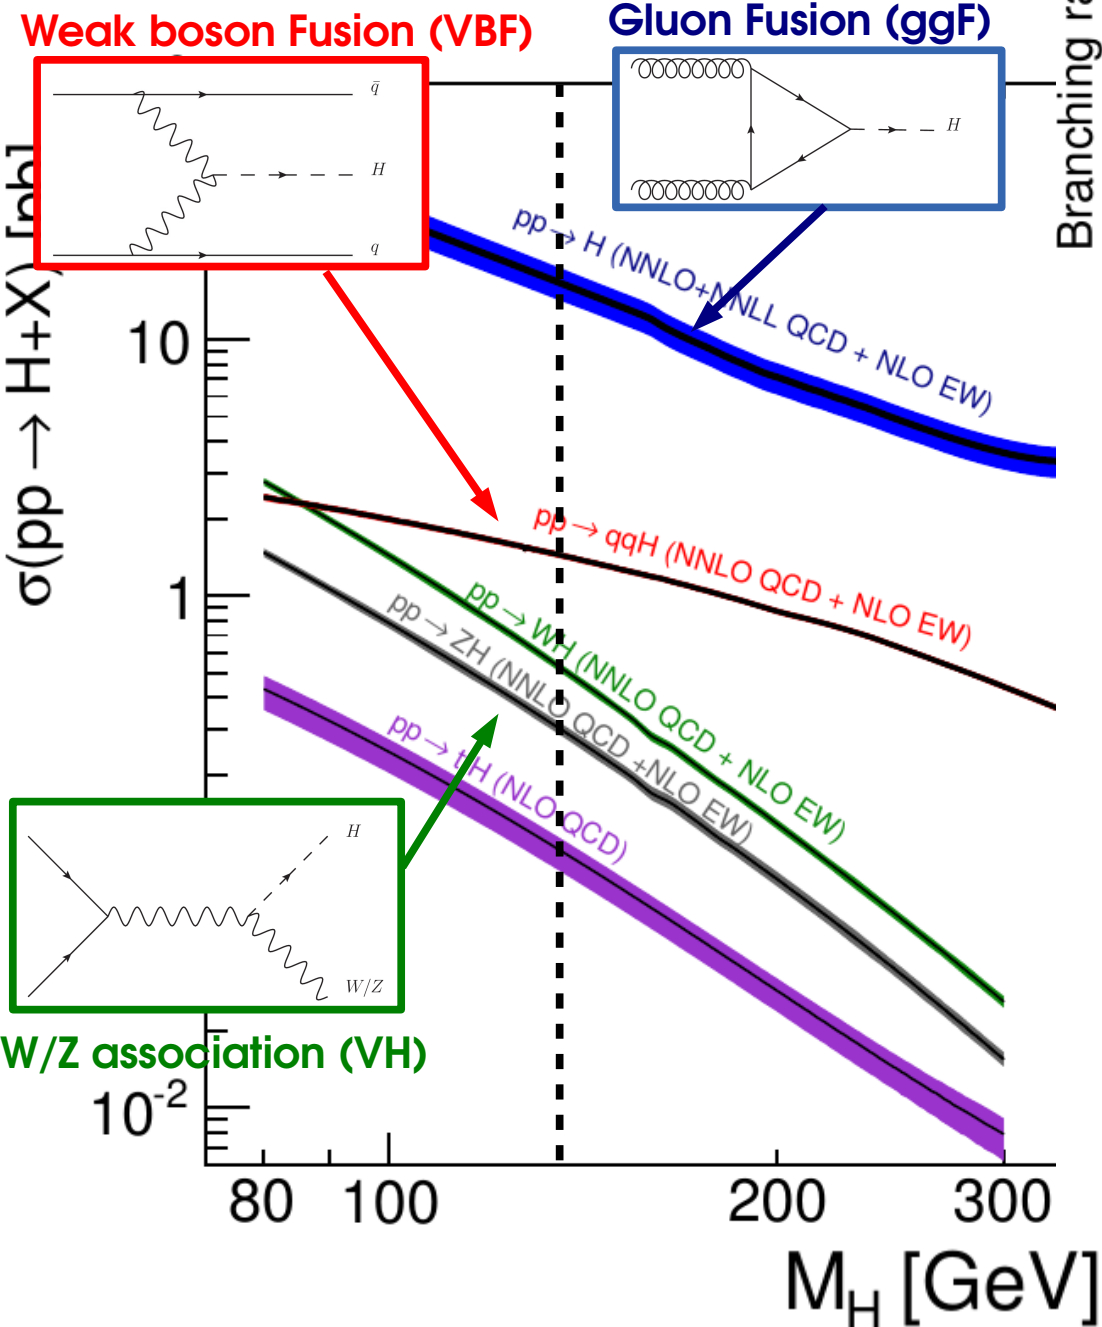 Weak boson Fusion (VBF)
Gluon Fusion (ggF)
q̄
H
q
H
σ(pp → H+X) [pb]
pp → H (NNLO+NNLL QCD + NLO EW)
10
pp → qqH (NNLO QCD + NLO EW)
1
pp → WH (NNLO QCD + NLO EW)
pp → ZH (NNLO QCD +NLO EW)
pp → ttH (NLO QCD)
H
W/Z
W/Z association (VH)
10⁻²
80
100
200
300
M_H [GeV]
Branching